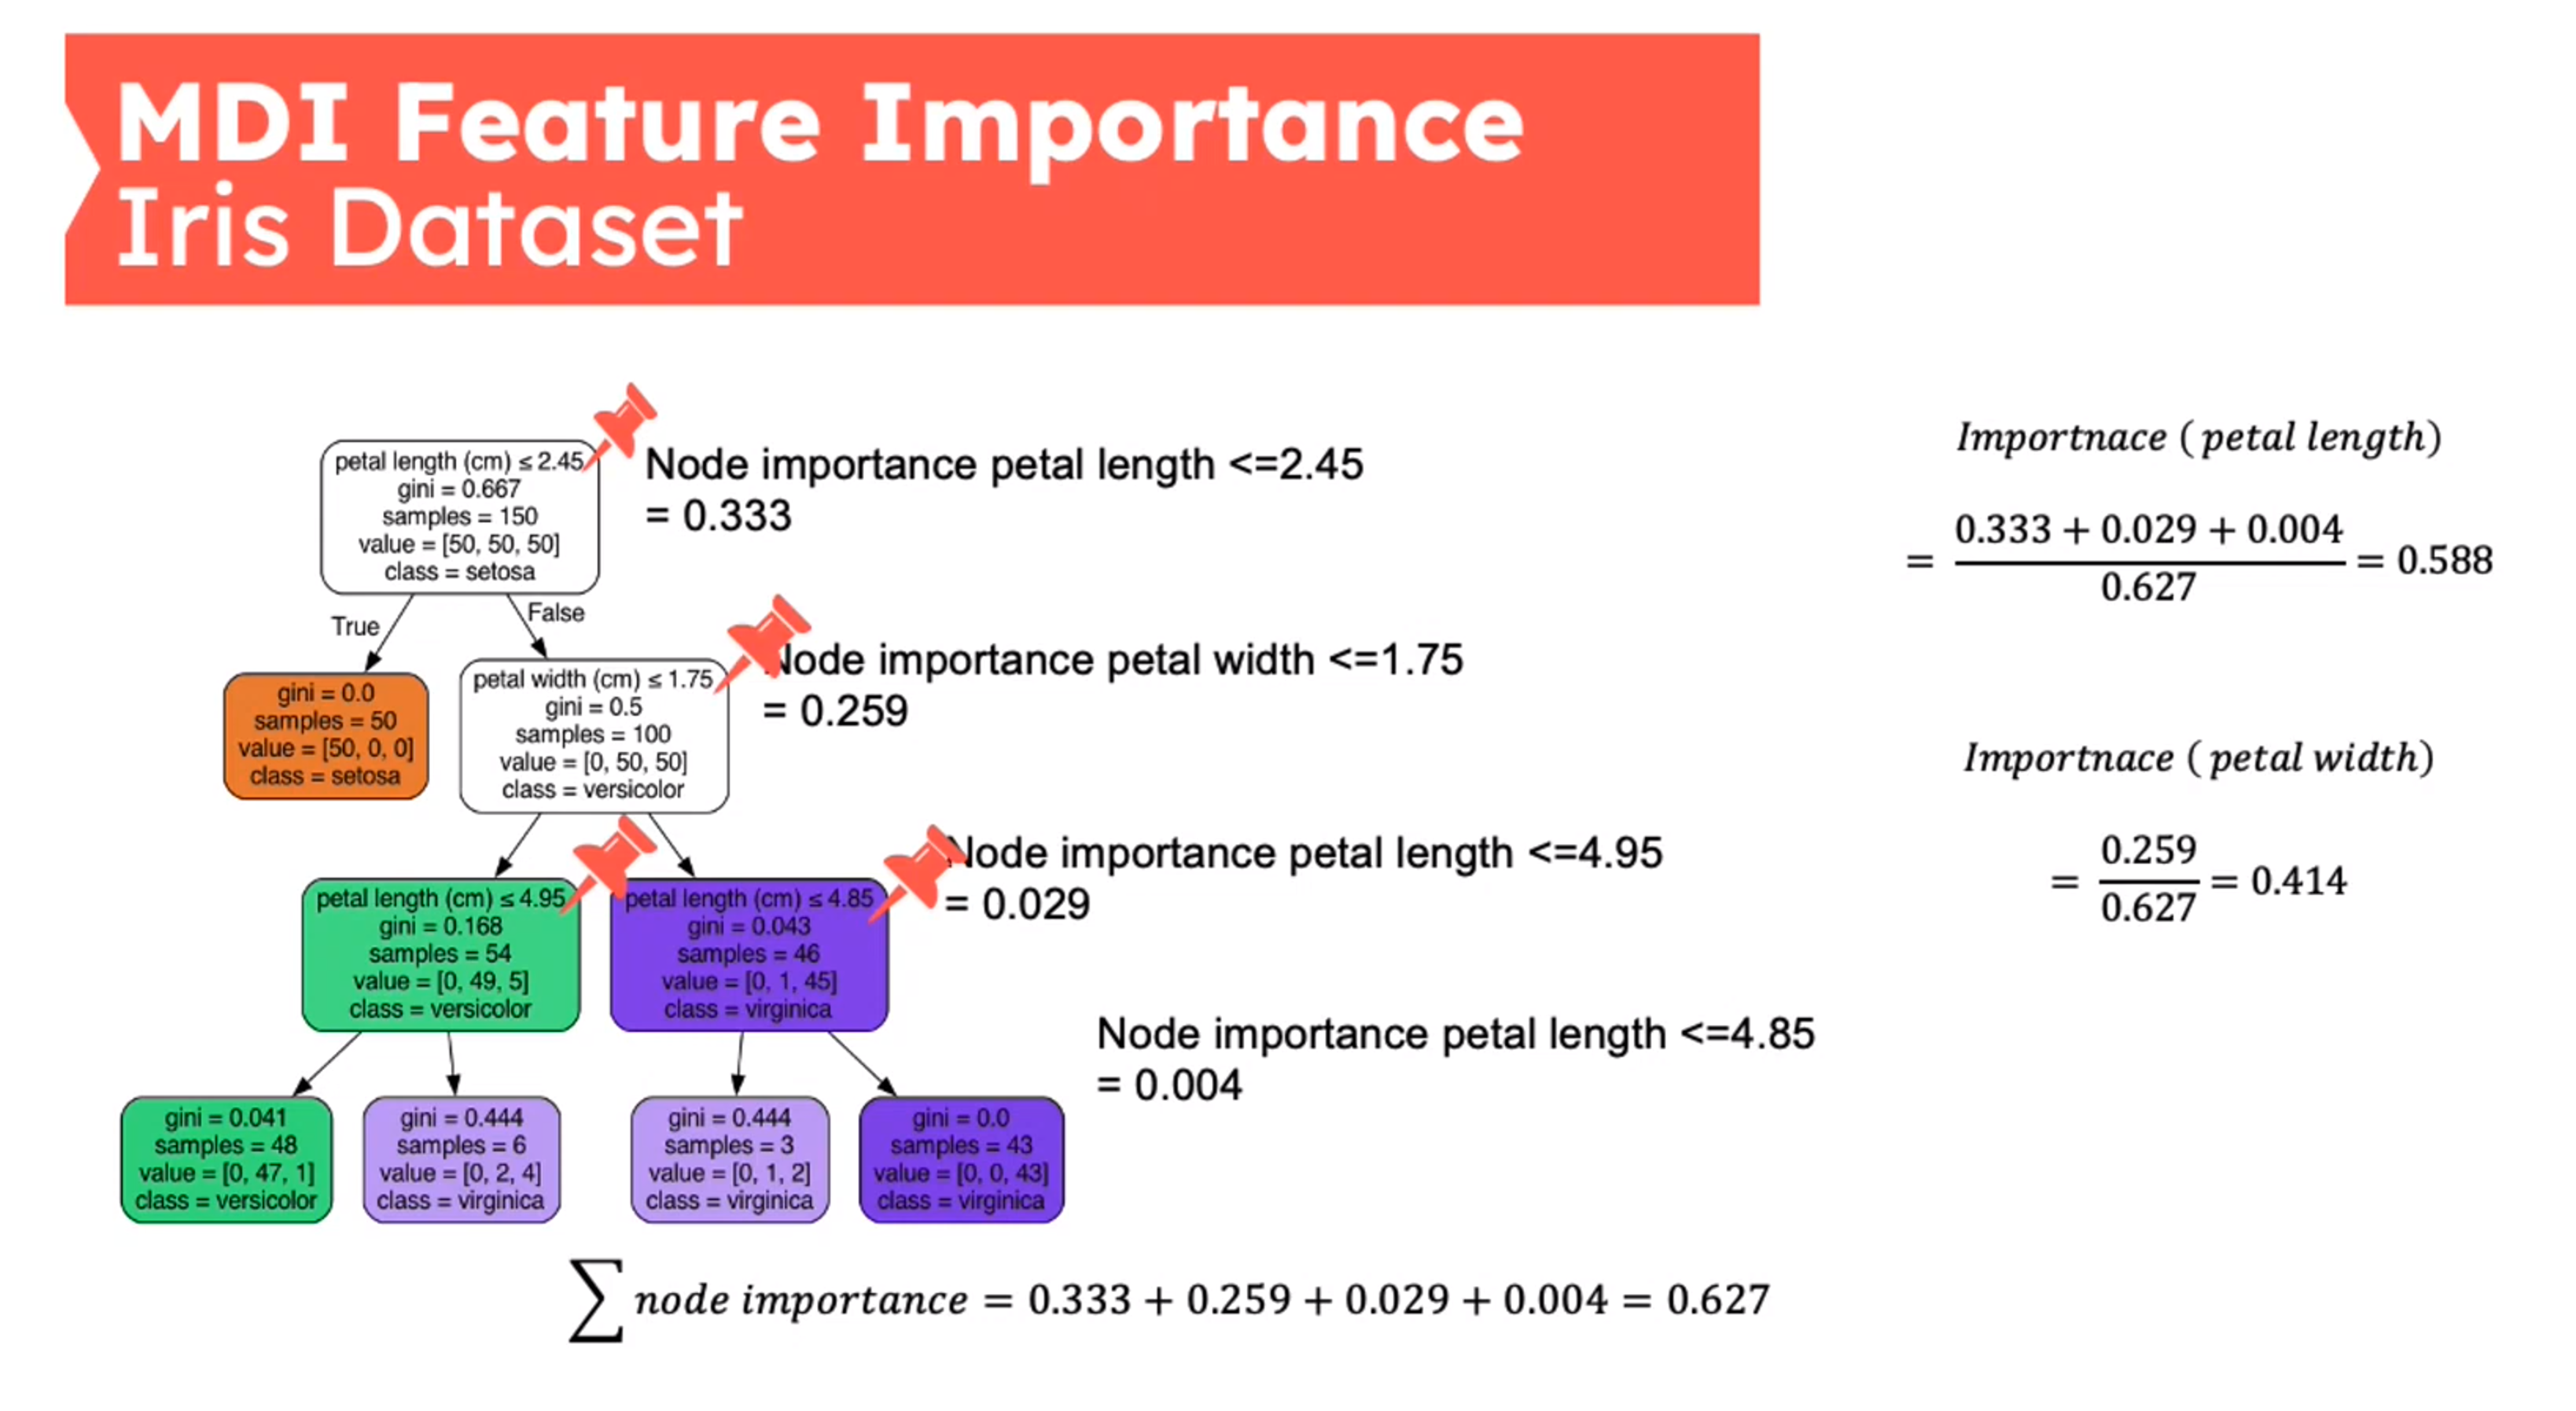 MDI Feature Importance
Iris Dataset
petal length (cm) ≤ 2.45
gini = 0.667
samples = 150
value = [50, 50, 50]
class = setosa
Node importance petal length <=2.45
= 0.333
True
False
gini = 0.0
samples = 50
value = [50, 0, 0]
class = setosa
petal width (cm) ≤ 1.75
gini = 0.5
samples = 100
value = [0, 50, 50]
class = versicolor
Node importance petal width <=1.75
= 0.259
petal length (cm) ≤ 4.95
gini = 0.168
samples = 54
value = [0, 49, 5]
class = versicolor
petal length (cm) ≤ 4.85
gini = 0.043
samples = 46
value = [0, 1, 45]
class = virginica
Node importance petal length <=4.95
= 0.029
Node importance petal length <=4.85
= 0.004
gini = 0.041
samples = 48
value = [0, 47, 1]
class = versicolor
gini = 0.444
samples = 6
value = [0, 2, 4]
class = virginica
gini = 0.444
samples = 3
value = [0, 1, 2]
class = virginica
gini = 0.0
samples = 43
value = [0, 0, 43]
class = virginica
∑ node importance = 0.333 + 0.259 + 0.029 + 0.004 = 0.627
Importnace ( petal length)
0.333 + 0.029 + 0.004
= = 0.588
0.627
Importnace ( petal width)
0.259
= = 0.414
0.627